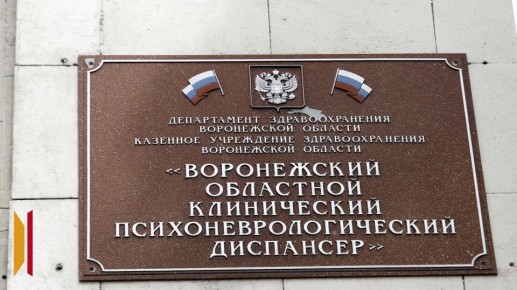 ДЕПАРТАМЕНТ ЗДРАВООХРАНЕНИЯ
ВОРОНЕЖСКОЙ ОБЛАСТИ
КАЗЕННОЕ УЧРЕЖДЕНИЕ ЗДРАВООХРАНЕНИЯ
ВОРОНЕЖСКОЙ ОБЛАСТИ
«ВОРОНЕЖСКИЙ
ОБЛАСТНОЙ
КЛИНИЧЕСКИЙ
ПСИХОНЕВРОЛОГИЧЕСКИЙ
ДИСПАНСЕР»